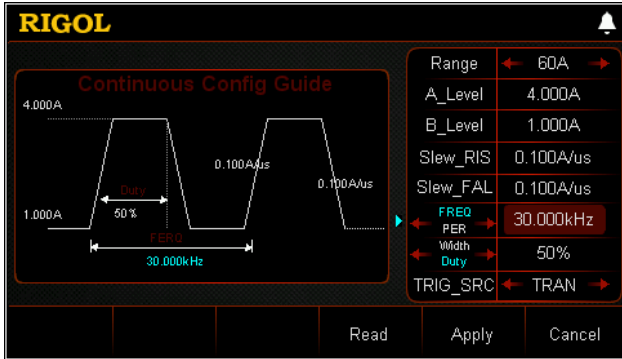 RIGOL
Continuous Config Guide
4.000A
0.100A/us
0.100A/us
Duty
50%
1.000A
FERQ
30.000kHz
Range 60A
A_Level 4.000A
B_Level 1.000A
Slew_RIS 0.100A/us
Slew_FAL 0.100A/us
FREQ
PER
30.000kHz
Width
Duty
50%
TRIG_SRC TRAN
Read Apply Cancel